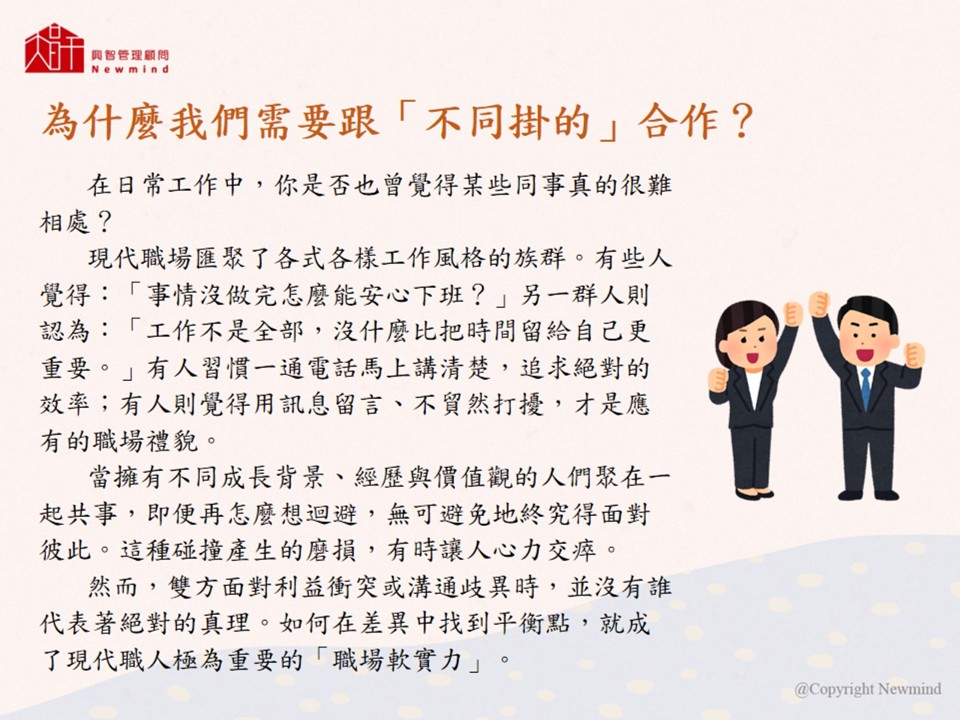 興智管理顧問
Newmind
為什麼我們需要跟「不同掛的」合作？
在日常工作中，你是否也曾覺得某些同事真的很難
相處？
現代職場匯聚了各式各樣工作風格的族群。有些人
覺得：「事情沒做完怎麼能安心下班？」另一群人則
認為：「工作不是全部，沒什麼比把時間留給自己更
重要。」有人習慣一通電話馬上講清楚，追求絕對的
效率；有人則覺得用訊息留言、不貿然打擾，才是應
有的職場禮貌。
當擁有不同成長背景、經歷與價值觀的人們聚在一
起共事，即便再怎麼想迴避，無可避免地終究得面對
彼此。這種碰撞產生的磨損，有時讓人心力交瘁。
然而，雙方面對利益衝突或溝通歧異時，並沒有誰
代表著絕對的真理。如何在差異中找到平衡點，就成
了現代職人極為重要的「職場軟實力」。
@Copyright Newmind